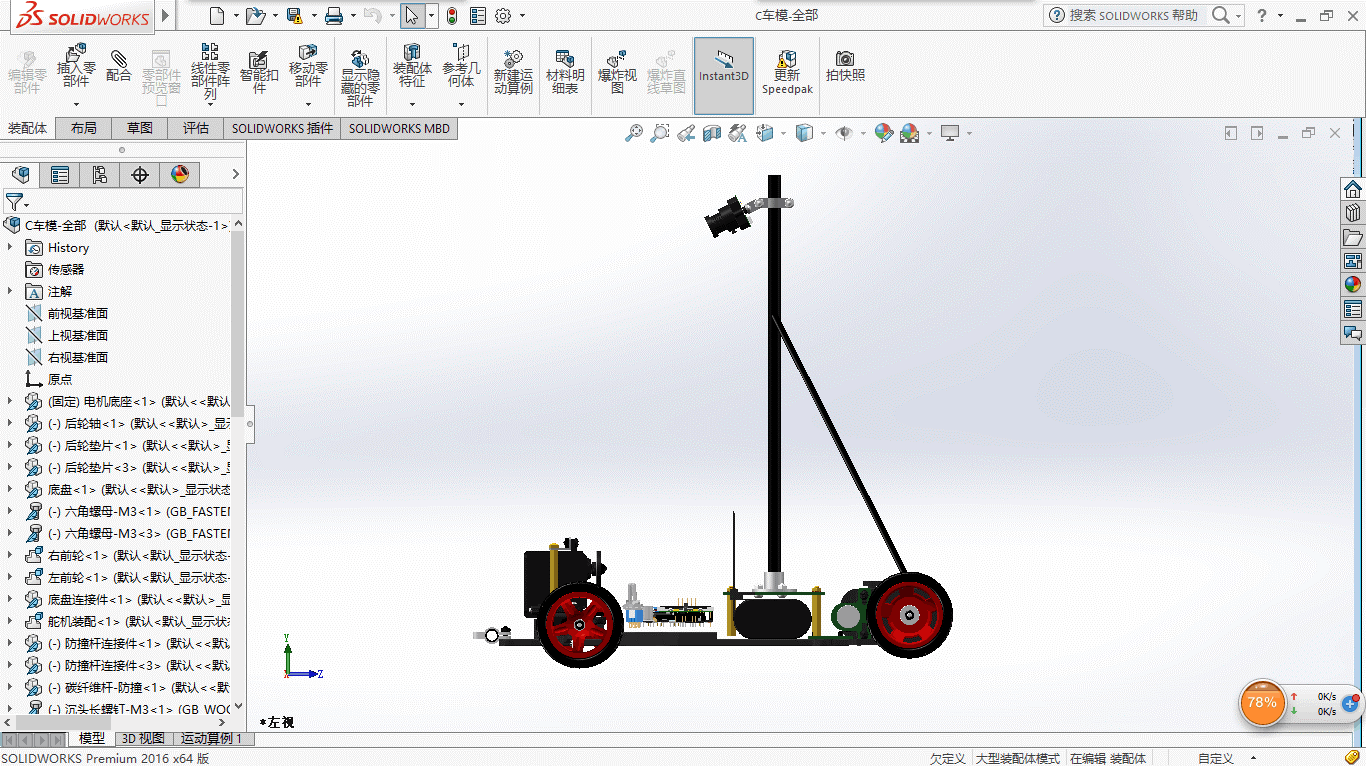 SOLIDWORKS
C车模-全部
搜索 SOLIDWORKS 帮助
编辑零部件
插入零部件
配合
零部件预览窗口
线性零部件阵列
智能扣件
移动零部件
显示隐藏的零部件
装配体特征
参考几何体
新建运动算例
材料明细表
爆炸视图
爆炸直线草图
Instant3D
更新 Speedpak
拍快照
装配体 布局 草图 评估 SOLIDWORKS 插件 SOLIDWORKS MBD
C车模-全部 (默认<默认_显示状态-1>
History
传感器
注解
前视基准面
上视基准面
右视基准面
原点
(固定) 电机底座<1> (默认<<默认
(-) 后轮轴<1> (默认<<默认>_显示
(-) 后轮垫片<1> (默认<<默认>_显
(-) 后轮垫片<3> (默认<<默认>_显
底盘<1> (默认<<默认>_显示状态
(-) 六角螺母-M3<1> (GB_FASTEN
(-) 六角螺母-M3<3> (GB_FASTEN
右前轮<1> (默认<默认_显示状态-
左前轮<1> (默认<默认_显示状态-
底盘连接件<1> (默认<<默认>_显
舵机装配<1> (默认<默认_显示状态
(-) 防撞杆连接件<1> (默认<<默认
(-) 防撞杆连接件<3> (默认<<默认
(-) 碳纤维杆-防撞<1> (默认<<默
(-) 沉头长螺钉-M3<1> (GB_WOO
Y
Z
*左视
78%
0K/s
0K/s
模型 3D 视图 运动算例 1
SOLIDWORKS Premium 2016 x64 版
欠定义 大型装配体模式 在编辑 装配体 自定义